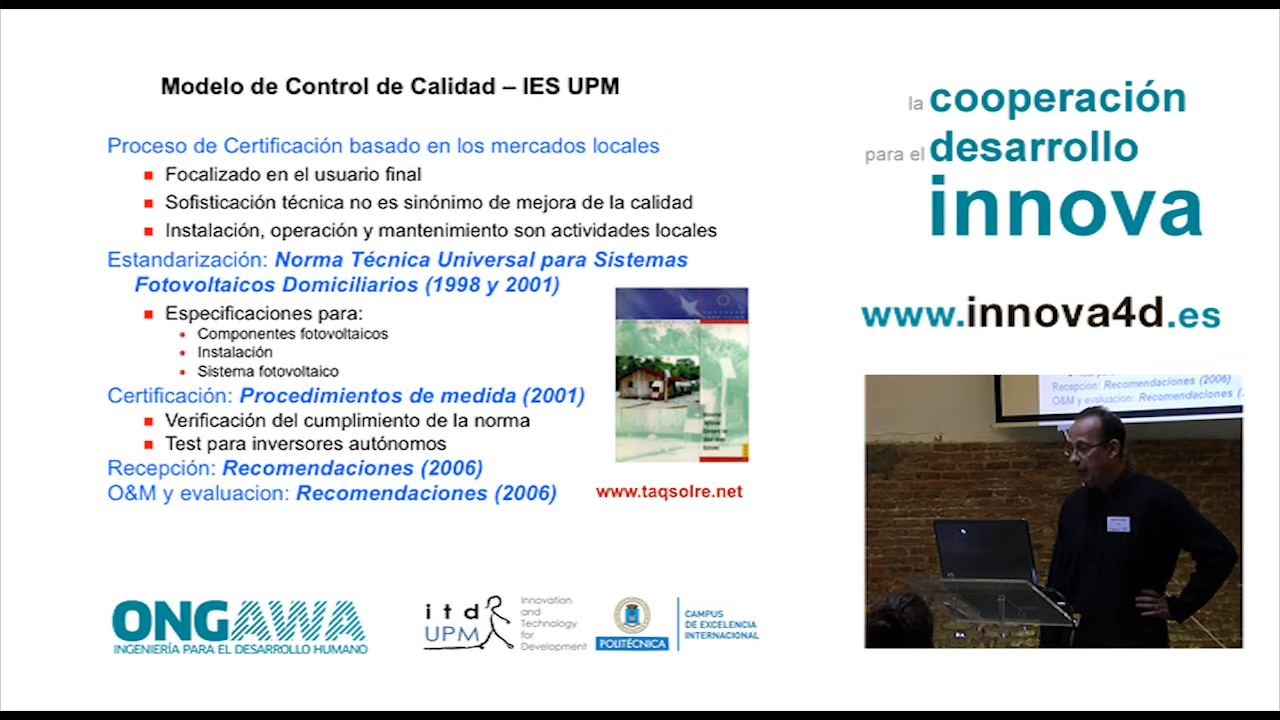 Modelo de Control de Calidad – IES UPM
Proceso de Certificación basado en los mercados locales
Focalizado en el usuario final
Sofisticación técnica no es sinónimo de mejora de la calidad
Instalación, operación y mantenimiento son actividades locales
Estandarización: Norma Técnica Universal para Sistemas
Fotovoltaicos Domiciliarios (1998 y 2001)
Especificaciones para:
Componentes fotovoltaicos
Instalación
Sistema fotovoltaico
Certificación: Procedimientos de medida (2001)
Verificación del cumplimiento de la norma
Test para inversores autónomos
Recepción: Recomendaciones (2006)
O&M y evaluacion: Recomendaciones (2006)
www.taqsolre.net
ONGAWA
INGENIERÍA PARA EL DESARROLLO HUMANO
itd
UPM
Innovation
and
Technology
for
Development
POLITÉCNICA
CAMPUS
DE EXCELENCIA
INTERNACIONAL
la cooperación
para el desarrollo
innova
www.innova4d.es
Recepción: Recomendaciones (2006)
O&M y evaluacion: Recomendaciones (